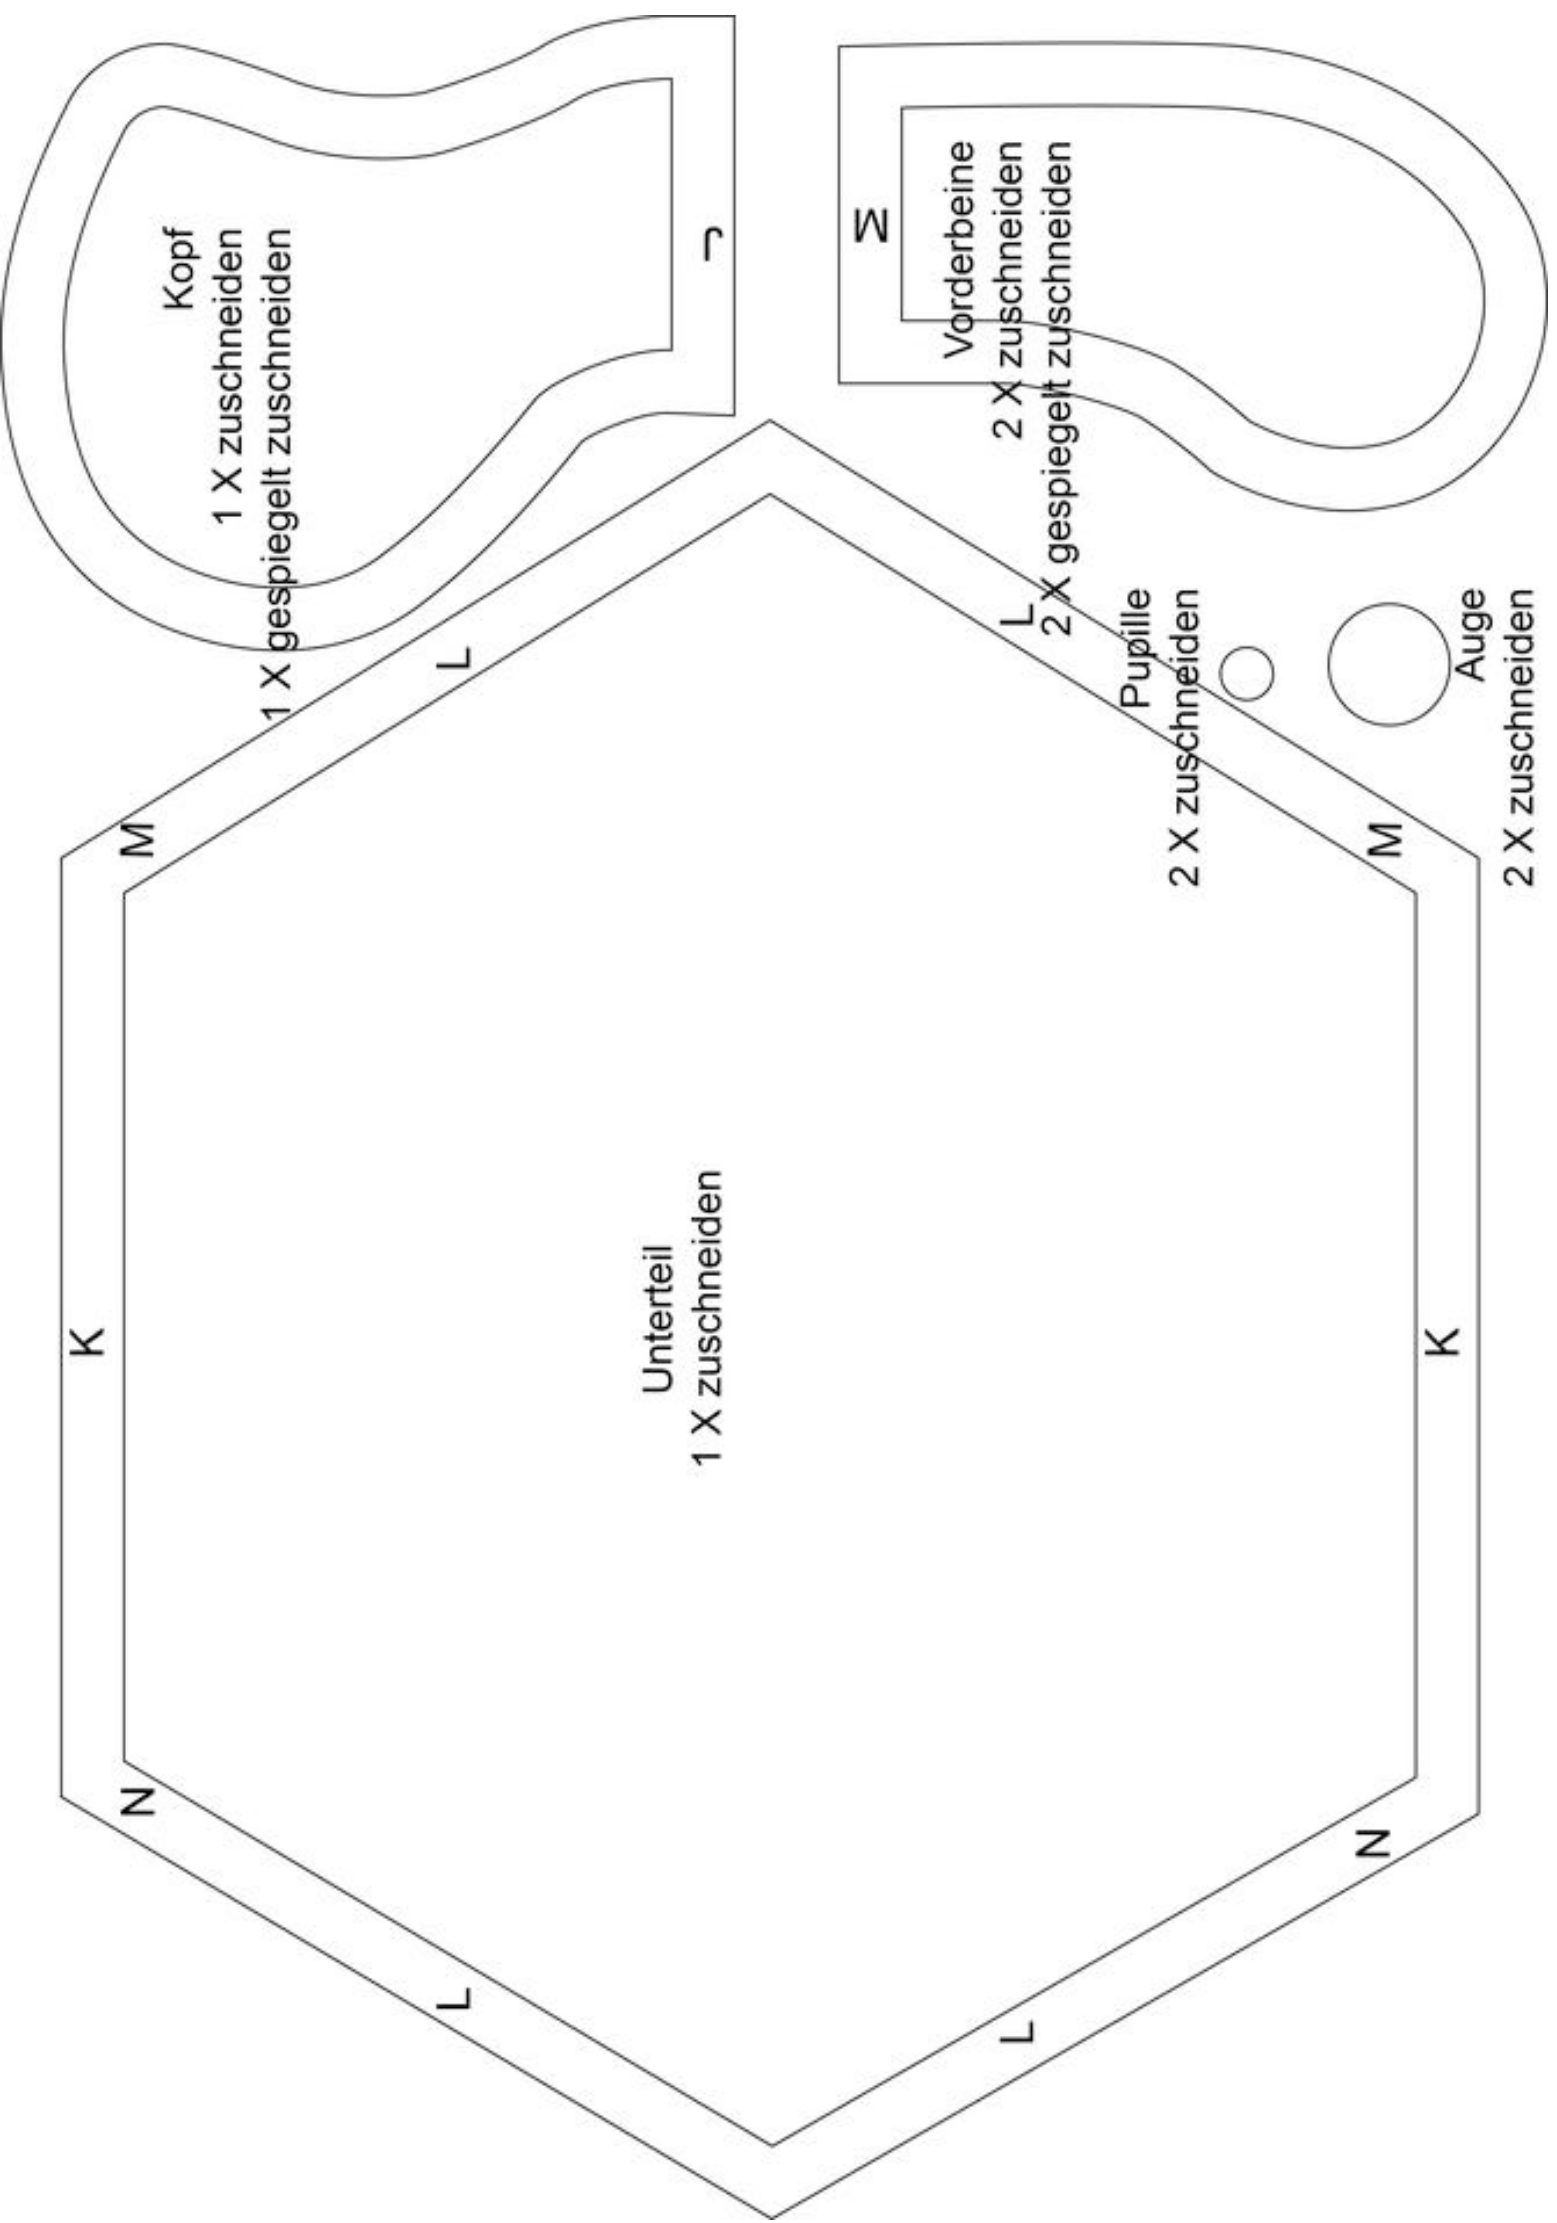 Kopf
1 X zuschneiden
1 X gespiegelt zuschneiden
J
M
Vorderbeine
2 X zuschneiden
2 X gespiegelt zuschneiden
Pupille
2 X zuschneiden
Auge
2 X zuschneiden
L
L
M
M
K
Unterteil
1 X zuschneiden
K
N
N
L
L